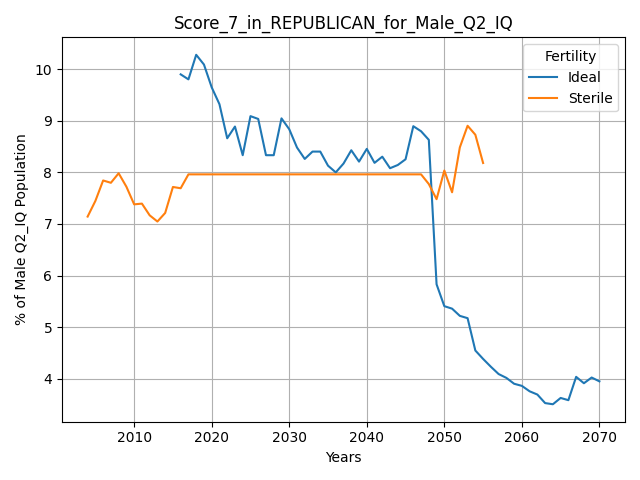 Score_7_in_REPUBLICAN_for_Male_Q2_IQ
% of Male Q2_IQ Population
10
9
8
7
6
5
4
Fertility
Ideal
Sterile
2010 2020 2030 2040 2050 2060 2070
Years